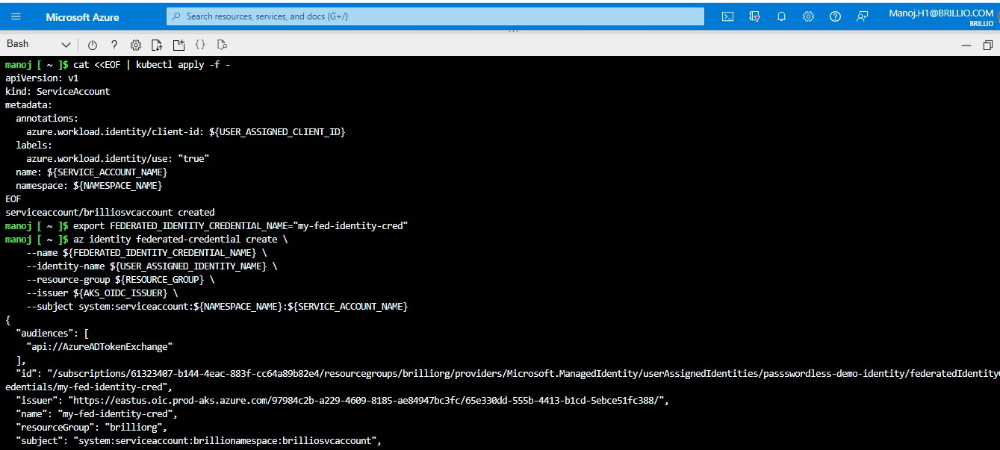 Microsoft Azure
Search resources, services, and docs (G+/)
Manoj.H1@BRILLIO.COM
BRILLIO
Bash
manoj [ ~ ]$ cat <<EOF | kubectl apply -f -
apiVersion: v1
kind: ServiceAccount
metadata:
  annotations:
    azure.workload.identity/client-id: ${USER_ASSIGNED_CLIENT_ID}
  labels:
    azure.workload.identity/use: "true"
  name: ${SERVICE_ACCOUNT_NAME}
  namespace: ${NAMESPACE_NAME}
EOF
serviceaccount/brilliosvcaccount created
manoj [ ~ ]$ export FEDERATED_IDENTITY_CREDENTIAL_NAME="my-fed-identity-cred"
manoj [ ~ ]$ az identity federated-credential create \
    --name ${FEDERATED_IDENTITY_CREDENTIAL_NAME} \
    --identity-name ${USER_ASSIGNED_IDENTITY_NAME} \
    --resource-group ${RESOURCE_GROUP} \
    --issuer ${AKS_OIDC_ISSUER} \
    --subject system:serviceaccount:${NAMESPACE_NAME}:${SERVICE_ACCOUNT_NAME}
{
  "audiences": [
    "api://AzureADTokenExchange"
  ],
  "id": "/subscriptions/61323407-b144-4eac-883f-cc64a89b82e4/resourcegroups/brilliorg/providers/Microsoft.ManagedIdentity/userAssignedIdentities/passswordless-demo-identity/federatedIdentityC
edentials/my-fed-identity-cred",
  "issuer": "https://eastus.oic.prod-aks.azure.com/97984c2b-a229-4609-8185-ae84947bc3fc/65e330dd-555b-4413-b1cd-5ebce51fc388/",
  "name": "my-fed-identity-cred",
  "resourceGroup": "brilliorg",
  "subject": "system:serviceaccount:brillionamespace:brilliosvcaccount",